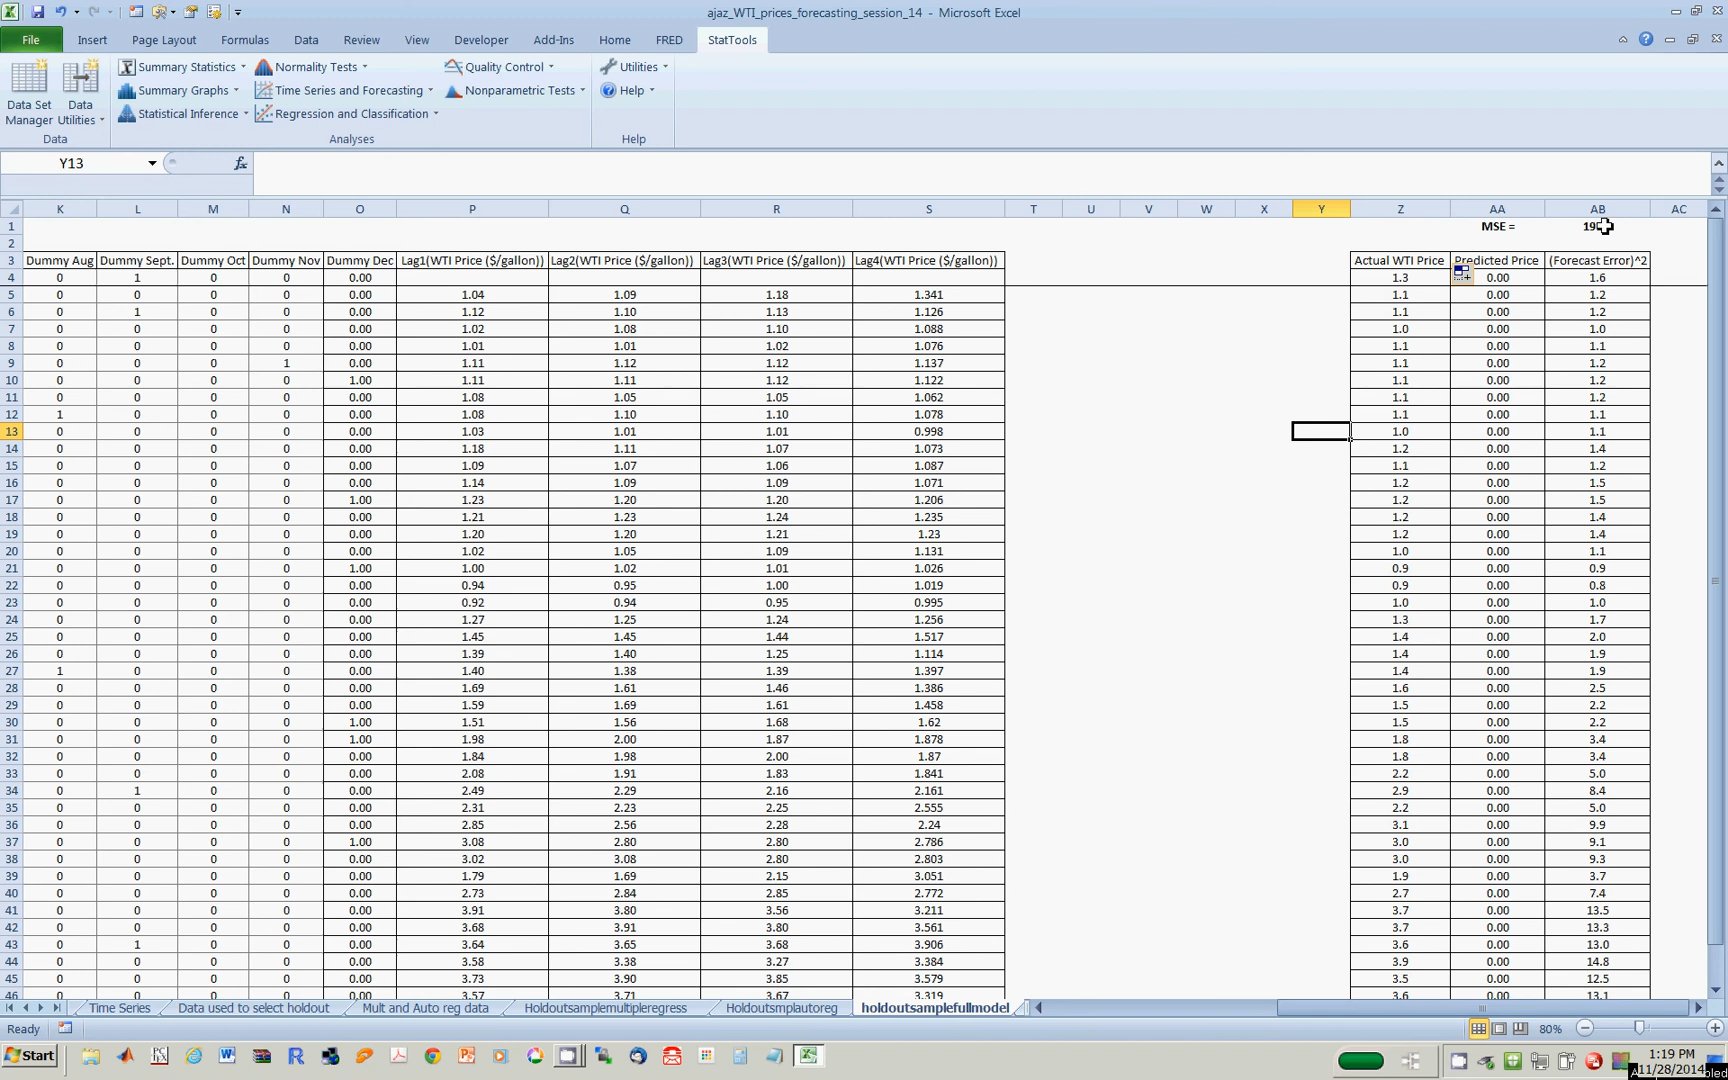 ajaz_WTI_prices_forecasting_session_14 - Microsoft Excel
File Insert Page Layout Formulas Data Review View Developer Add-Ins Home FRED StatTools
Summary Statistics Normality Tests Quality Control Utilities
Data Set Manager Data Utilities Summary Graphs Time Series and Forecasting Nonparametric Tests Help
Statistical Inference Regression and Classification
Data Analyses Help
Y13 fx
K L M N O P Q R S T U V W X Y Z AA AB AC
1 MSE = 19
2
3 Dummy Aug Dummy Sept. Dummy Oct Dummy Nov Dummy Dec Lag1(WTI Price ($/gallon)) Lag2(WTI Price ($/gallon)) Lag3(WTI Price ($/gallon)) Lag4(WTI Price ($/gallon)) Actual WTI Price Predicted Price (Forecast Error)^2
4 0 1 0 0 0.00 1.3 0.00 1.6
5 0 0 0 0 0.00 1.04 1.09 1.18 1.341 1.1 0.00 1.2
6 0 1 0 0 0.00 1.12 1.10 1.13 1.126 1.1 0.00 1.2
7 0 0 0 0 0.00 1.02 1.08 1.10 1.088 1.0 0.00 1.0
8 0 0 0 0 0.00 1.01 1.01 1.02 1.076 1.1 0.00 1.1
9 0 0 0 1 0.00 1.11 1.12 1.12 1.137 1.1 0.00 1.2
10 0 0 0 0 1.00 1.11 1.11 1.12 1.122 1.1 0.00 1.2
11 0 0 0 0 0.00 1.08 1.05 1.05 1.062 1.1 0.00 1.2
12 1 0 0 0 0.00 1.08 1.10 1.10 1.078 1.1 0.00 1.1
13 0 0 0 0 0.00 1.03 1.01 1.01 0.998 1.0 0.00 1.1
14 0 0 0 0 0.00 1.18 1.11 1.07 1.073 1.2 0.00 1.4
15 0 0 0 0 0.00 1.09 1.07 1.06 1.087 1.1 0.00 1.2
16 0 0 0 0 0.00 1.14 1.09 1.09 1.071 1.2 0.00 1.5
17 0 0 0 0 1.00 1.23 1.20 1.20 1.206 1.2 0.00 1.5
18 0 0 0 0 0.00 1.21 1.23 1.24 1.235 1.2 0.00 1.4
19 0 0 0 0 0.00 1.20 1.20 1.21 1.23 1.2 0.00 1.4
20 0 0 0 0 0.00 1.02 1.05 1.09 1.131 1.0 0.00 1.1
21 0 0 0 0 1.00 1.00 1.02 1.01 1.026 0.9 0.00 0.9
22 0 0 0 0 0.00 0.94 0.95 1.00 1.019 0.9 0.00 0.8
23 0 0 0 0 0.00 0.92 0.94 0.95 0.995 1.0 0.00 1.0
24 0 0 0 0 0.00 1.27 1.25 1.24 1.256 1.3 0.00 1.7
25 0 0 0 0 0.00 1.45 1.45 1.44 1.517 1.4 0.00 2.0
26 0 0 0 0 0.00 1.39 1.40 1.25 1.114 1.4 0.00 1.9
27 1 0 0 0 0.00 1.40 1.38 1.39 1.397 1.4 0.00 1.9
28 0 0 0 0 0.00 1.69 1.61 1.46 1.386 1.6 0.00 2.5
29 0 0 0 0 0.00 1.59 1.69 1.61 1.458 1.5 0.00 2.2
30 0 0 0 0 1.00 1.51 1.56 1.68 1.62 1.5 0.00 2.2
31 0 0 0 0 1.00 1.98 2.00 1.87 1.878 1.8 0.00 3.4
32 0 0 0 0 0.00 1.84 1.98 2.00 1.87 1.8 0.00 3.4
33 0 0 0 0 0.00 2.08 1.91 1.83 1.841 2.2 0.00 5.0
34 0 1 0 0 0.00 2.49 2.29 2.16 2.161 2.9 0.00 8.4
35 0 0 0 0 0.00 2.31 2.23 2.25 2.555 2.2 0.00 5.0
36 0 0 0 0 0.00 2.85 2.56 2.28 2.24 3.1 0.00 9.9
37 0 0 0 0 1.00 3.08 2.80 2.80 2.786 3.0 0.00 9.1
38 0 0 0 0 0.00 3.02 3.08 2.80 2.803 3.0 0.00 9.3
39 0 0 0 0 0.00 1.79 1.69 2.15 3.051 1.9 0.00 3.7
40 0 0 0 0 0.00 2.73 2.84 2.85 2.772 2.7 0.00 7.4
41 0 0 0 0 0.00 3.91 3.80 3.56 3.211 3.7 0.00 13.5
42 0 0 0 0 0.00 3.68 3.91 3.80 3.561 3.7 0.00 13.3
43 0 1 0 0 0.00 3.64 3.65 3.68 3.906 3.6 0.00 13.0
44 0 0 0 0 0.00 3.58 3.38 3.27 3.384 3.9 0.00 14.8
45 0 0 0 0 0.00 3.73 3.90 3.85 3.579 3.5 0.00 12.5
46 0 0 0 0 0.00 3.57 3.71 3.67 3.319 3.6 0.00 13.1
Time Series Data used to select holdout Mult and Auto reg data Holdoutsamplemultipleregress Holdoutsmplautoreg holdoutsamplefullmodel
Ready 80%
Start 1:19 PM
11/28/2014